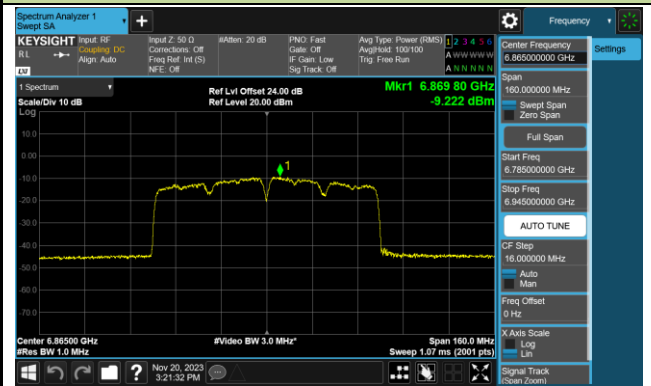 Spectrum Analyzer 1
Swept SA
Frequency
KEYSIGHT
RL
LXI
Input: RF
Coupling: DC
Align: Auto
Input Z: 50 Ω
Corrections: Off
Freq Ref: Int (S)
NFE: Off
#Atten: 20 dB
PNO: Fast
Gate: Off
IF Gain: Low
Sig Track: Off
Avg Type: Power (RMS)
Avg|Hold: 100/100
Trig: Free Run
1 2 3 4 5 6
A W W W W W
A N N N N N
1 Spectrum
Scale/Div 10 dB
Log
Ref Lvl Offset 24.00 dB
Ref Level 20.00 dBm
Mkr1 6.869 80 GHz
-9.222 dBm
10.0
0.00
-10.0
-20.0
-30.0
-40.0
-50.0
-60.0
-70.0
1
Center 6.86500 GHz
#Res BW 1.0 MHz
#Video BW 3.0 MHz*
Span 160.0 MHz
Sweep 1.07 ms (2001 pts)
?
Nov 20, 2023
3:21:32 PM
Center Frequency
6.865000000 GHz
Settings
Span
160.000000 MHz
Swept Span
Zero Span
Full Span
Start Freq
6.785000000 GHz
Stop Freq
6.945000000 GHz
AUTO TUNE
CF Step
16.000000 MHz
Auto
Man
Freq Offset
0 Hz
X Axis Scale
Log
Lin
Signal Track
(Span Zoom)